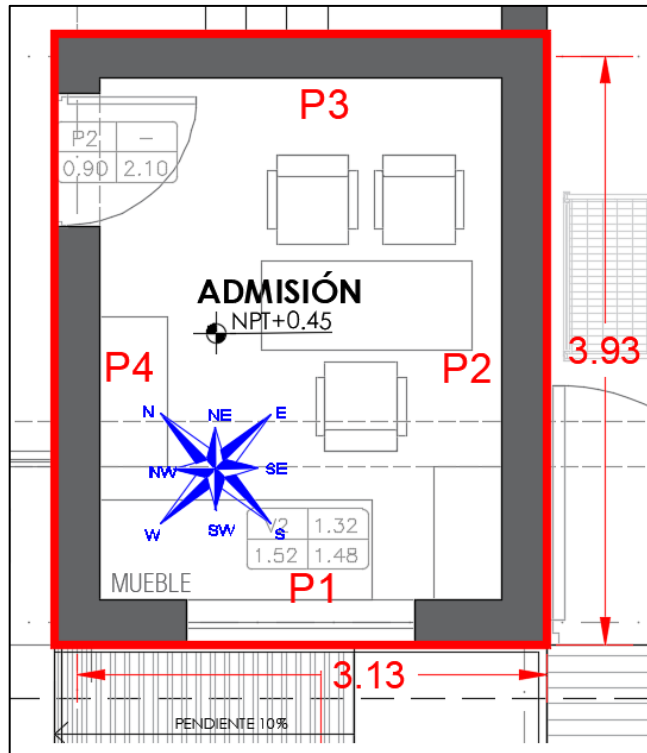 P3
P2 -
0.90 2.10
ADMISIÓN
NPT+0.45
3.93
P4
P2
N NE E
NW SE
W SW S
V2 1.32
1.52 1.48
MUEBLE
P1
3.13
PENDIENTE 10%